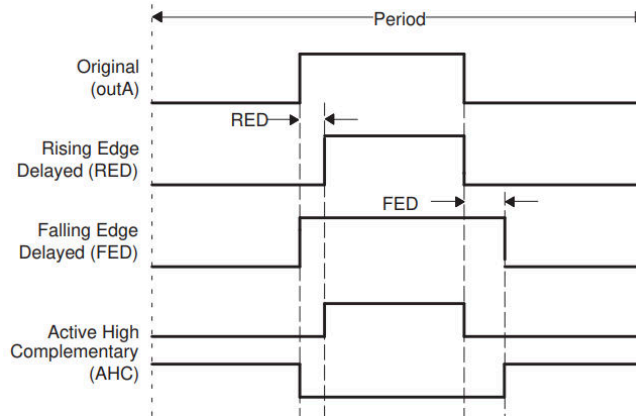 Period
Original
(outA)
RED
Rising Edge
Delayed (RED)
FED
Falling Edge
Delayed (FED)
Active High
Complementary
(AHC)